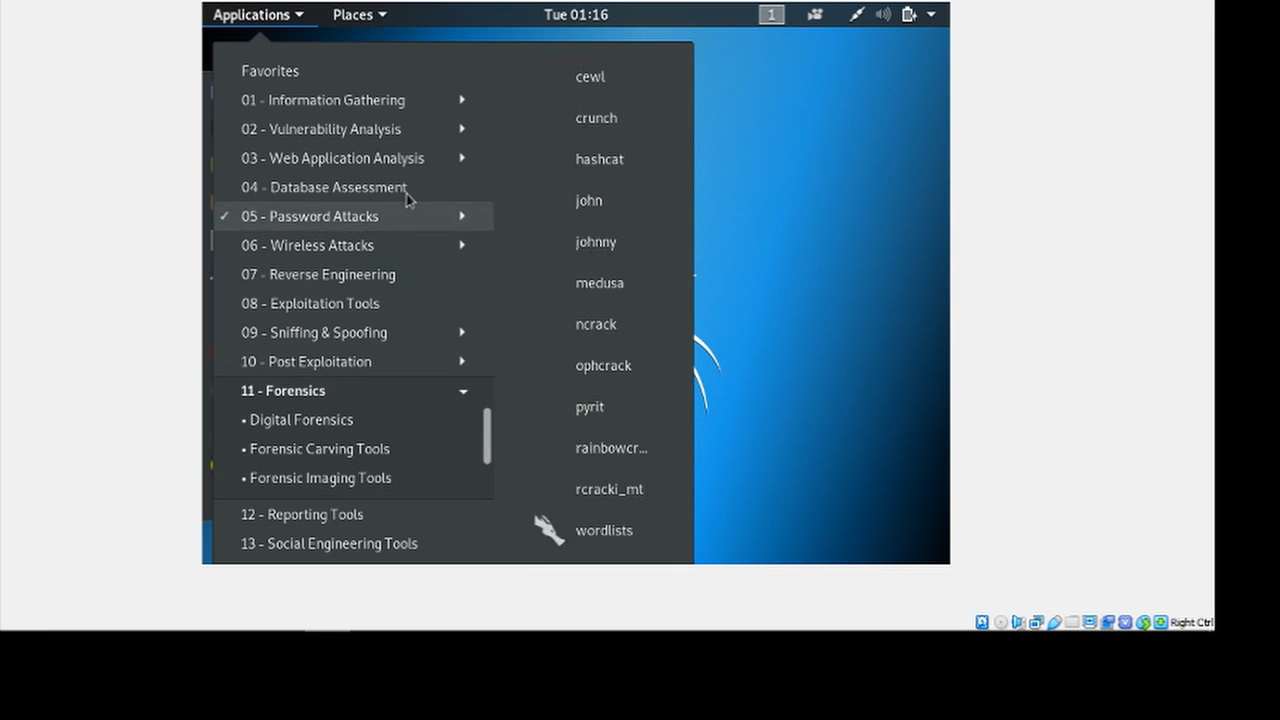 Applications Places Tue 01:16 1
Favorites
01 - Information Gathering
02 - Vulnerability Analysis
03 - Web Application Analysis
04 - Database Assessment
✓ 05 - Password Attacks
06 - Wireless Attacks
07 - Reverse Engineering
08 - Exploitation Tools
09 - Sniffing & Spoofing
10 - Post Exploitation
11 - Forensics
• Digital Forensics
• Forensic Carving Tools
• Forensic Imaging Tools
12 - Reporting Tools
13 - Social Engineering Tools
cewl
crunch
hashcat
john
johnny
medusa
ncrack
ophcrack
pyrit
rainbowcr...
rcracki_mt
wordlists
Right Ctrl